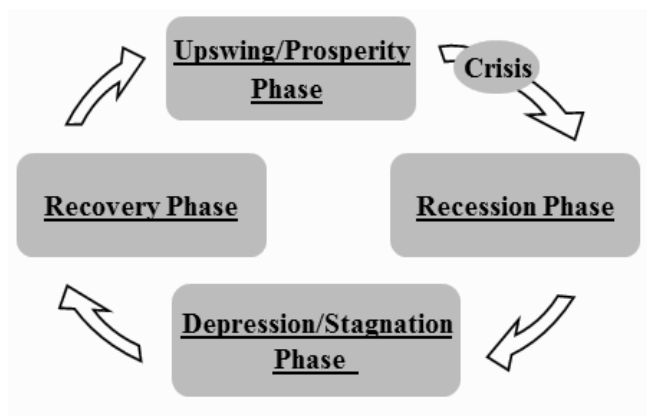 Upswing/Prosperity
Phase
Crisis
Recovery Phase
Recession Phase
Depression/Stagnation
Phase